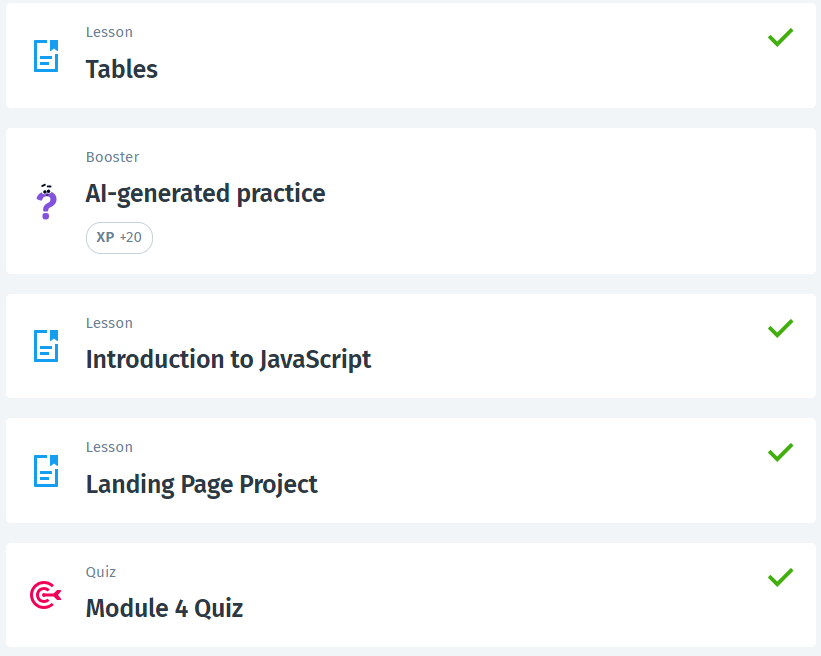 Lesson
Tables
Booster
AI-generated practice
XP +20
Lesson
Introduction to JavaScript
Lesson
Landing Page Project
Quiz
Module 4 Quiz